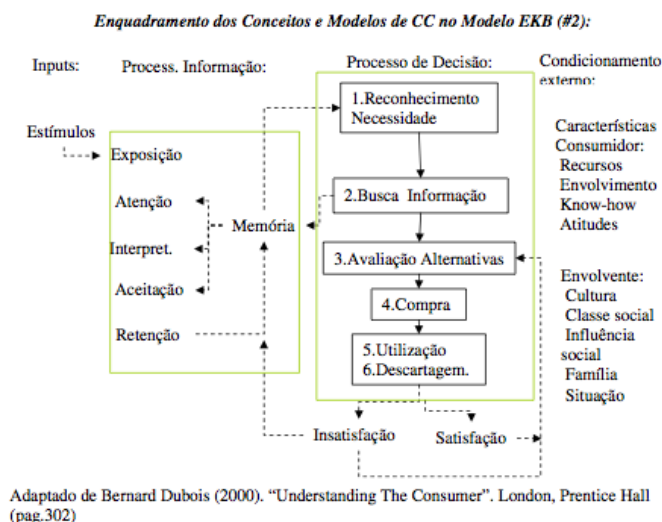 Enquadramento dos Conceitos e Modelos de CC no Modelo EKB (#2):
Inputs:
Process. Informação:
Processo de Decisão:
Condicionamento
externo:
Estímulos
Exposição
Atenção
Interpret.
Aceitação
Retenção
Memória
1.Reconhecimento
Necessidade
2.Busca Informação
3.Avaliação Alternativas
4.Compra
5.Utilização
6.Descartagem.
Insatisfação
Satisfação
Características
Consumidor:
Recursos
Envolvimento
Know-how
Atitudes
Envolvente:
Cultura
Classe social
Influência
social
Família
Situação
Adaptado de Bernard Dubois (2000). “Understanding The Consumer”. London, Prentice Hall
(pag.302)